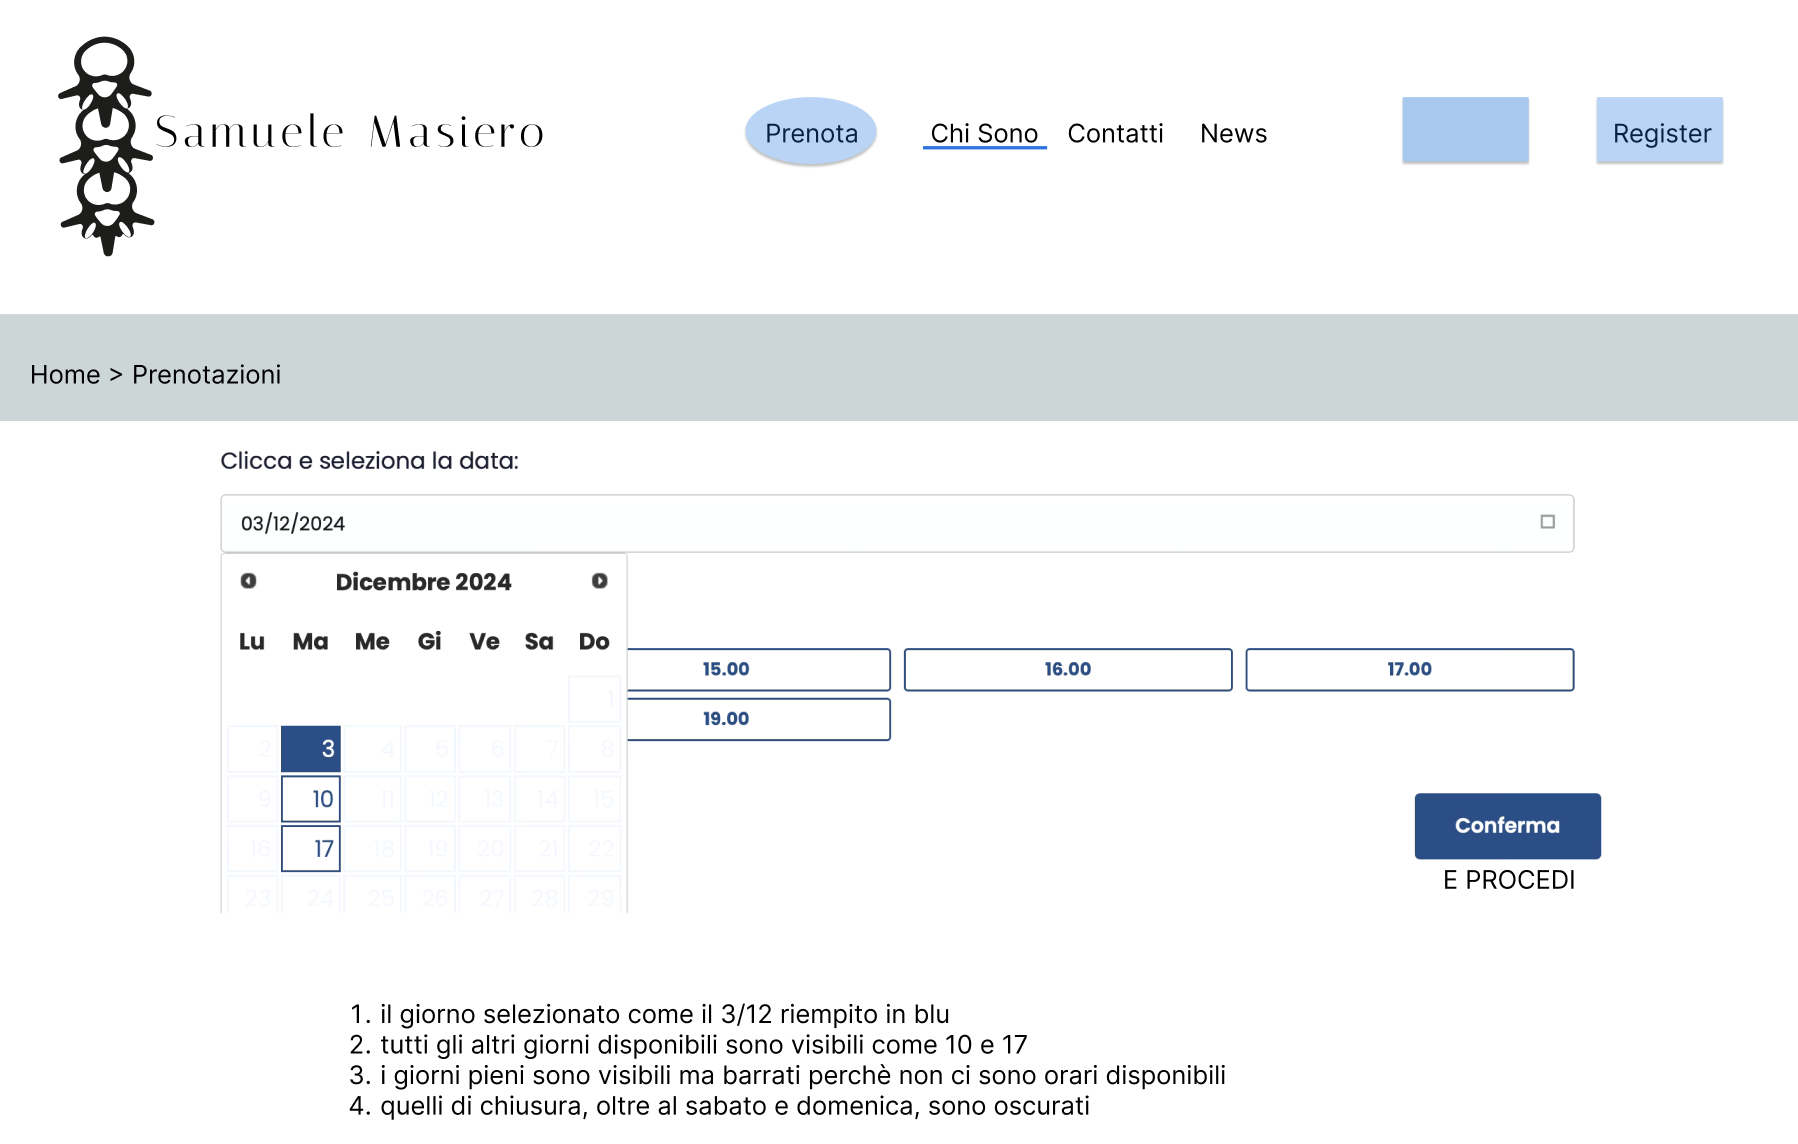 Samuele Masiero
Prenota
Chi Sono
Contatti
News
Register
Home > Prenotazioni
Clicca e seleziona la data:
03/12/2024
Dicembre 2024
Lu Ma Me Gi Ve Sa Do
1
2 3 4 5 6 7 8
9 10 11 12 13 14 15
16 17 18 19 20 21 22
23 24 25 26 27 28 29
15.00 16.00 17.00
19.00
Conferma
E PROCEDI
1. il giorno selezionato come il 3/12 riempito in blu
2. tutti gli altri giorni disponibili sono visibili come 10 e 17
3. i giorni pieni sono visibili ma barrati perchè non ci sono orari disponibili
4. quelli di chiusura, oltre al sabato e domenica, sono oscurati